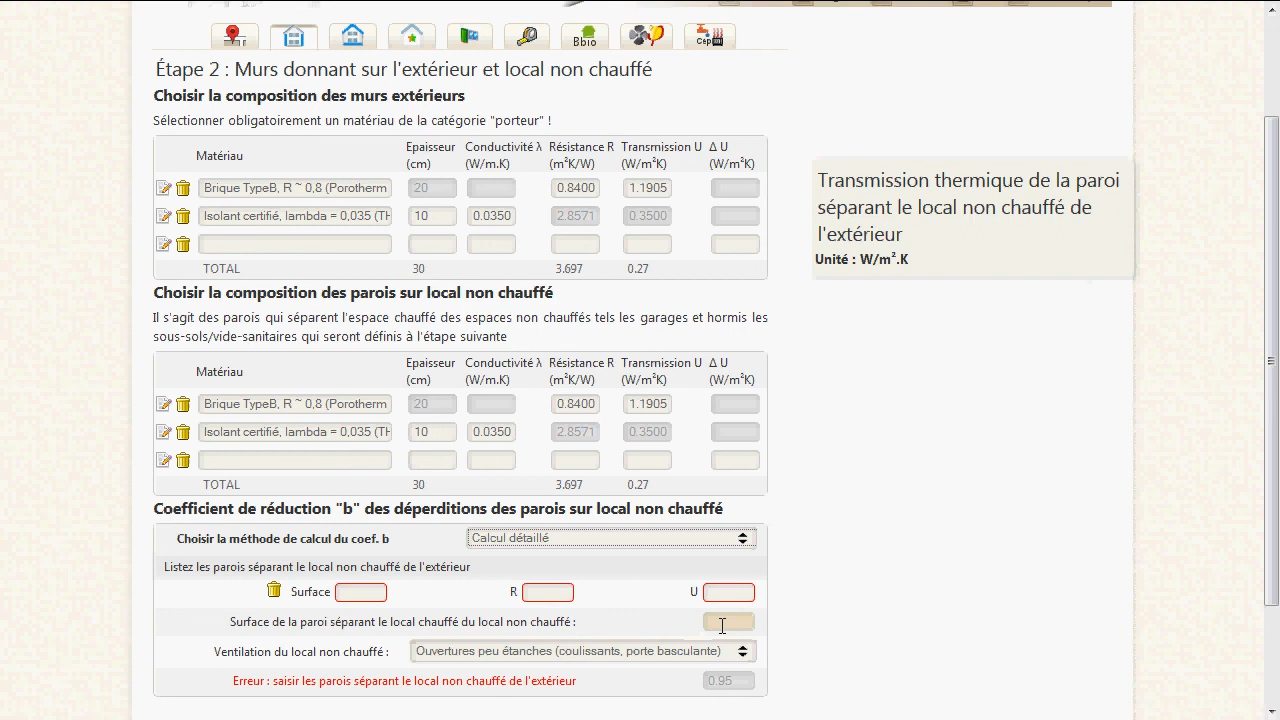 Bbio
Cep
Étape 2 : Murs donnant sur l'extérieur et local non chauffé
Choisir la composition des murs extérieurs
Sélectionner obligatoirement un matériau de la catégorie "porteur" !
Matériau Epaisseur (cm) Conductivité λ (W/m.K) Résistance R (m²K/W) Transmission U (W/m²K) Δ U (W/m²K)
Brique TypeB, R ~ 0,8 (Porotherm 20 0.8400 1.1905
Isolant certifié, lambda = 0,035 (TH 10 0.0350 2.8571 0.3500
TOTAL 30 3.697 0.27
Choisir la composition des parois sur local non chauffé
Il s'agit des parois qui séparent l'espace chauffé des espaces non chauffés tels les garages et hormis les
sous-sols/vide-sanitaires qui seront définis à l'étape suivante
Matériau Epaisseur (cm) Conductivité λ (W/m.K) Résistance R (m²K/W) Transmission U (W/m²K) Δ U (W/m²K)
Brique TypeB, R ~ 0,8 (Porotherm 20 0.8400 1.1905
Isolant certifié, lambda = 0,035 (TH 10 0.0350 2.8571 0.3500
TOTAL 30 3.697 0.27
Coefficient de réduction "b" des déperditions des parois sur local non chauffé
Choisir la méthode de calcul du coef. b Calcul détaillé
Listez les parois séparant le local non chauffé de l'extérieur
Surface R U
Surface de la paroi séparant le local chauffé du local non chauffé :
Ventilation du local non chauffé : Ouvertures peu étanches (coulissants, porte basculante)
Erreur : saisir les parois séparant le local non chauffé de l'extérieur 0.95
Transmission thermique de la paroi
séparant le local non chauffé de
l'extérieur
Unité : W/m².K